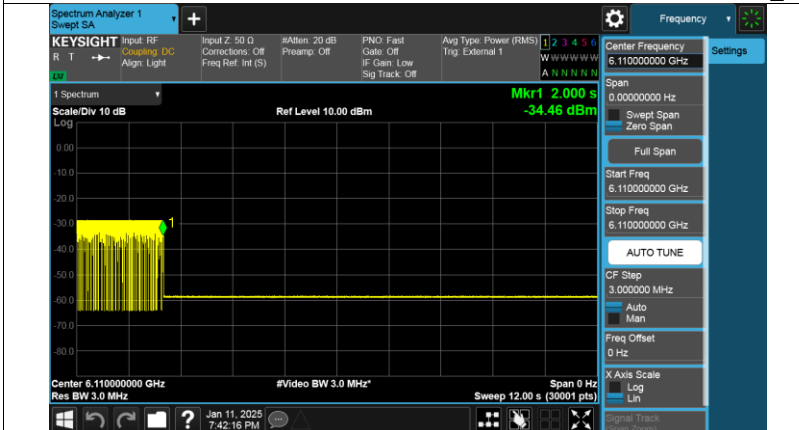 Spectrum Analyzer 1
Swept SA
+
Frequency
KEYSIGHT
R T
LXI
Input: RF
Coupling: DC
Align: Light
Input Z: 50 Ω
Corrections: Off
Freq Ref: Int (S)
#Atten: 20 dB
Preamp: Off
PNO: Fast
Gate: Off
IF Gain: Low
Sig Track: Off
Avg Type: Power (RMS)
Trig: External 1
1 2 3 4 5 6
W W W W W W
A N N N N N
1 Spectrum
Scale/Div 10 dB
Log
Ref Level 10.00 dBm
Mkr1 2.000 s
-34.46 dBm
0.00
-10.0
-20.0
-30.0
-40.0
-50.0
-60.0
-70.0
-80.0
1
Center 6.110000000 GHz
Res BW 3.0 MHz
#Video BW 3.0 MHz*
Span 0 Hz
Sweep 12.00 s (30001 pts)
Center Frequency
6.110000000 GHz
Span
0.00000000 Hz
Swept Span
Zero Span
Full Span
Start Freq
6.110000000 GHz
Stop Freq
6.110000000 GHz
AUTO TUNE
CF Step
3.000000 MHz
Auto
Man
Freq Offset
0 Hz
X Axis Scale
Log
Lin
Signal Track
(Span Zoom)
Settings
?
Jan 11, 2025
7:42:16 PM